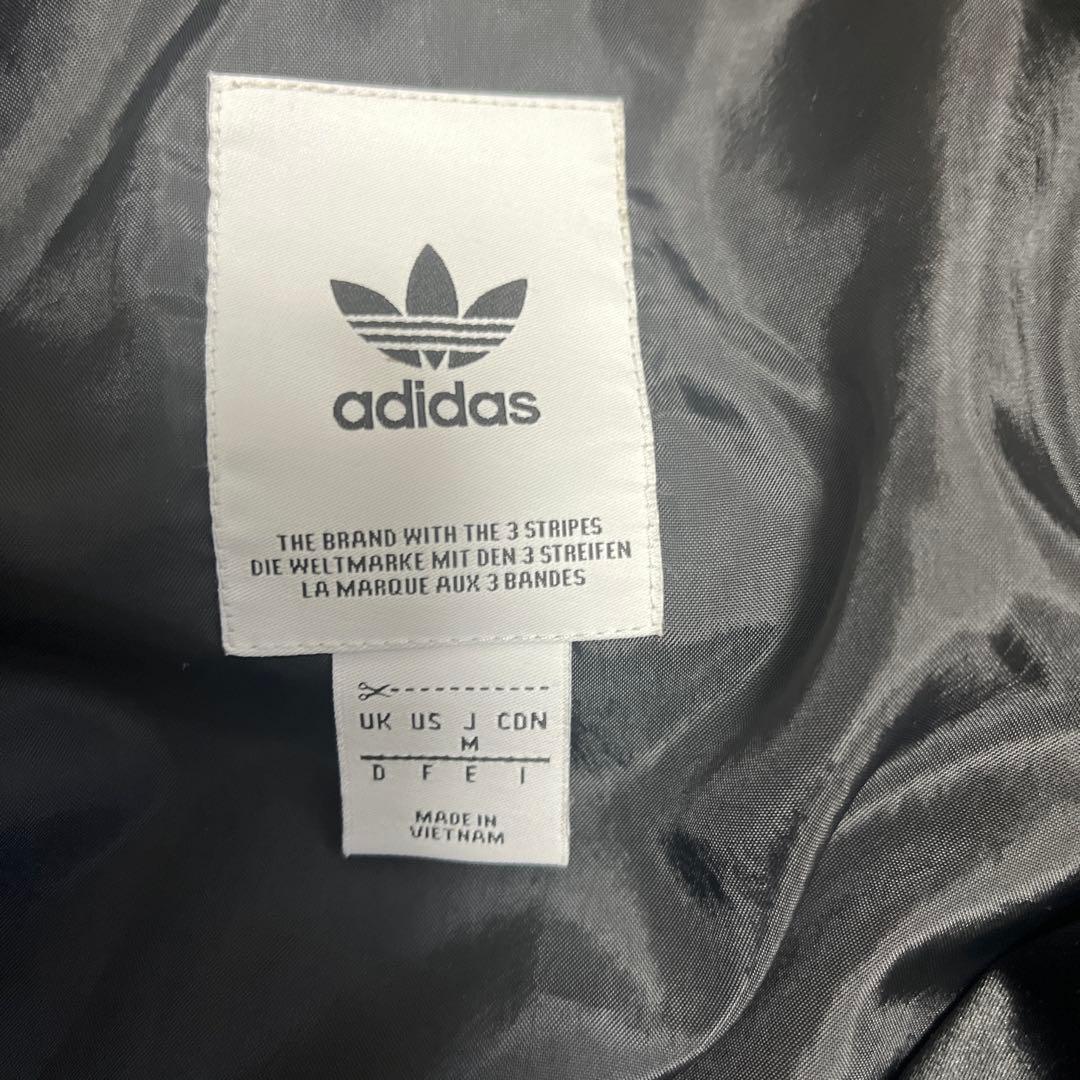 adidas
THE BRAND WITH THE 3 STRIPES
DIE WELTMARKE MIT DEN 3 STREIFEN
LA MARQUE AUX 3 BANDES
UK US J CDN
M
D F E I
MADE IN
VIETNAM